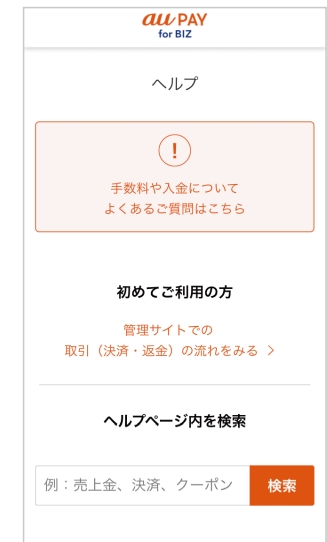 au PAY
for BIZ
ヘルプ
!
手数料や入金について
よくあるご質問はこちら
初めてご利用の方
管理サイトでの
取引（決済・返金）の流れをみる >
ヘルプページ内を検索
例：売上金、決済、クーポン 検索